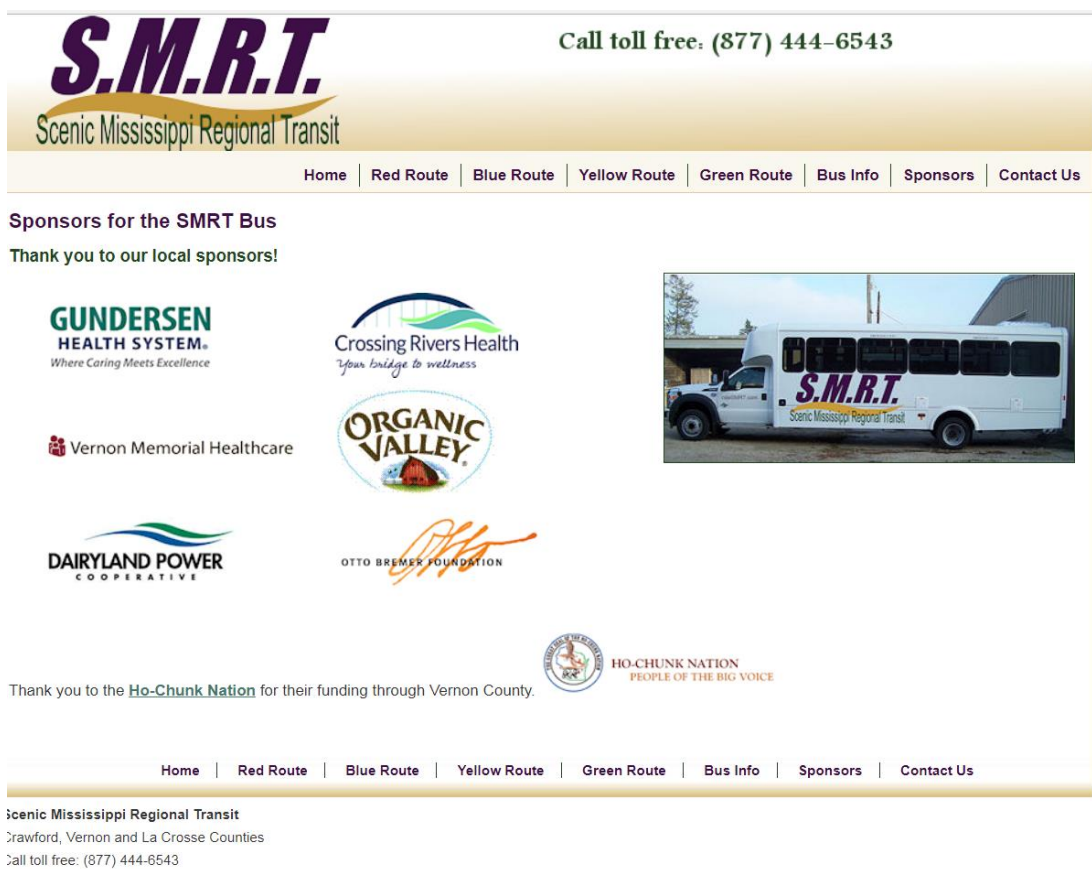 S.M.R.T.
Scenic Mississippi Regional Transit
Call toll free: (877) 444-6543
Home Red Route Blue Route Yellow Route Green Route Bus Info Sponsors Contact Us
Sponsors for the SMRT Bus
Thank you to our local sponsors!
GUNDERSEN
HEALTH SYSTEM®
Where Caring Meets Excellence
Crossing Rivers Health
Your bridge to wellness
S.M.R.T.
Scenic Mississippi Regional Transit
Vernon Memorial Healthcare
ORGANIC
VALLEY®
DAIRYLAND POWER
COOPERATIVE
Otto
OTTO BREMER FOUNDATION
HO-CHUNK NATION
PEOPLE OF THE BIG VOICE
Thank you to the Ho-Chunk Nation for their funding through Vernon County.
Home Red Route Blue Route Yellow Route Green Route Bus Info Sponsors Contact Us
Scenic Mississippi Regional Transit
Crawford, Vernon and La Crosse Counties
Call toll free: (877) 444-6543